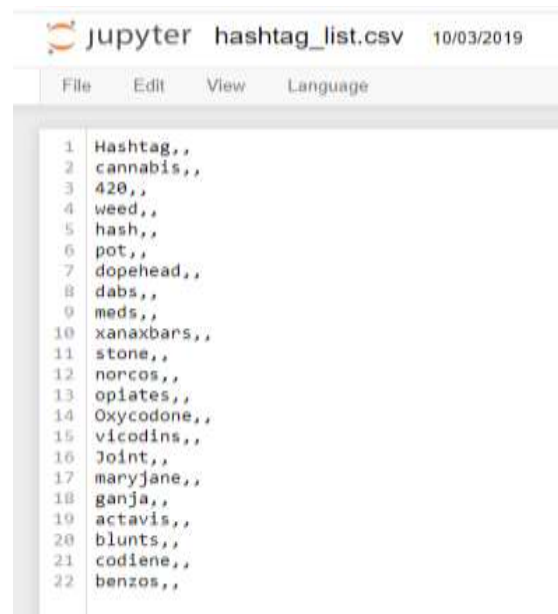 jupyter hashtag_list.csv 10/03/2019
File Edit View Language
1 Hashtag,,
2 cannabis,,
3 420,,
4 weed,,
5 hash,,
6 pot,,
7 dopehead,,
8 dabs,,
9 meds,,
10 xanaxbars,,
11 stone,,
12 norcos,,
13 opiates,,
14 Oxycodone,,
15 vicodins,,
16 Joint,,
17 maryjane,,
18 ganja,,
19 actavis,,
20 blunts,,
21 codiene,,
22 benzos,,